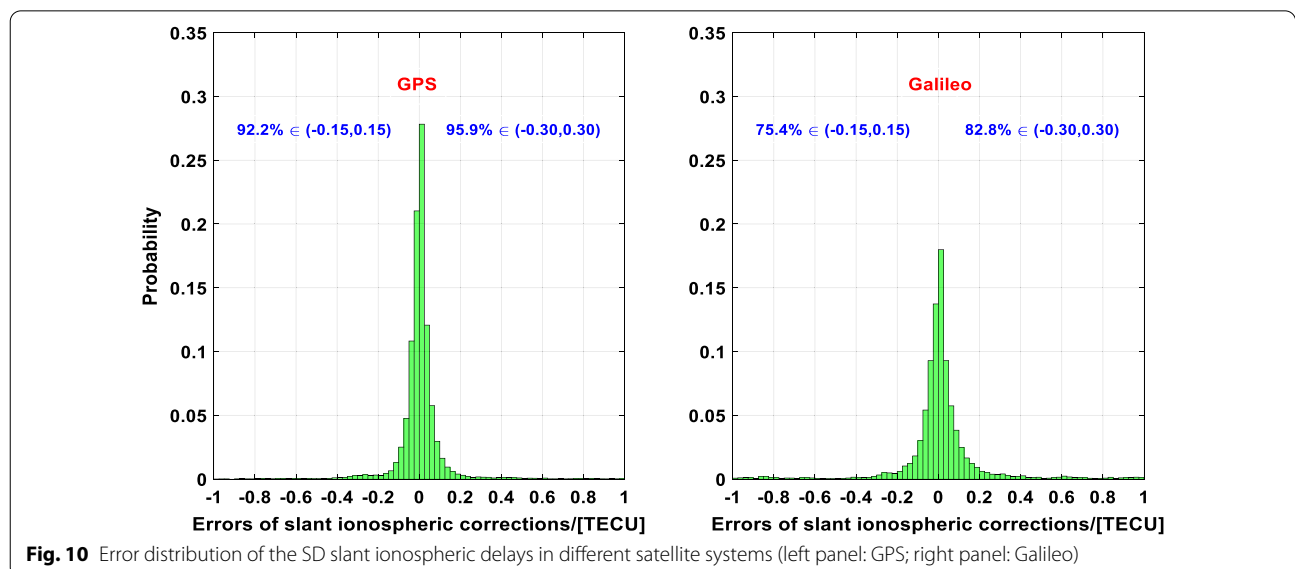 0.35
0.3
0.25
0.2
0.15
0.1
0.05
0
Probability
GPS
92.2% ∈ (-0.15,0.15) 95.9% ∈ (-0.30,0.30)
-1 -0.8 -0.6 -0.4 -0.2 0 0.2 0.4 0.6 0.8 1
Errors of slant ionospheric corrections/[TECU]
0.35
0.3
0.25
0.2
0.15
0.1
0.05
0
Galileo
75.4% ∈ (-0.15,0.15) 82.8% ∈ (-0.30,0.30)
-1 -0.8 -0.6 -0.4 -0.2 0 0.2 0.4 0.6 0.8 1
Errors of slant ionospheric corrections/[TECU]
Fig. 10 Error distribution of the SD slant ionospheric delays in different satellite systems (left panel: GPS; right panel: Galileo)